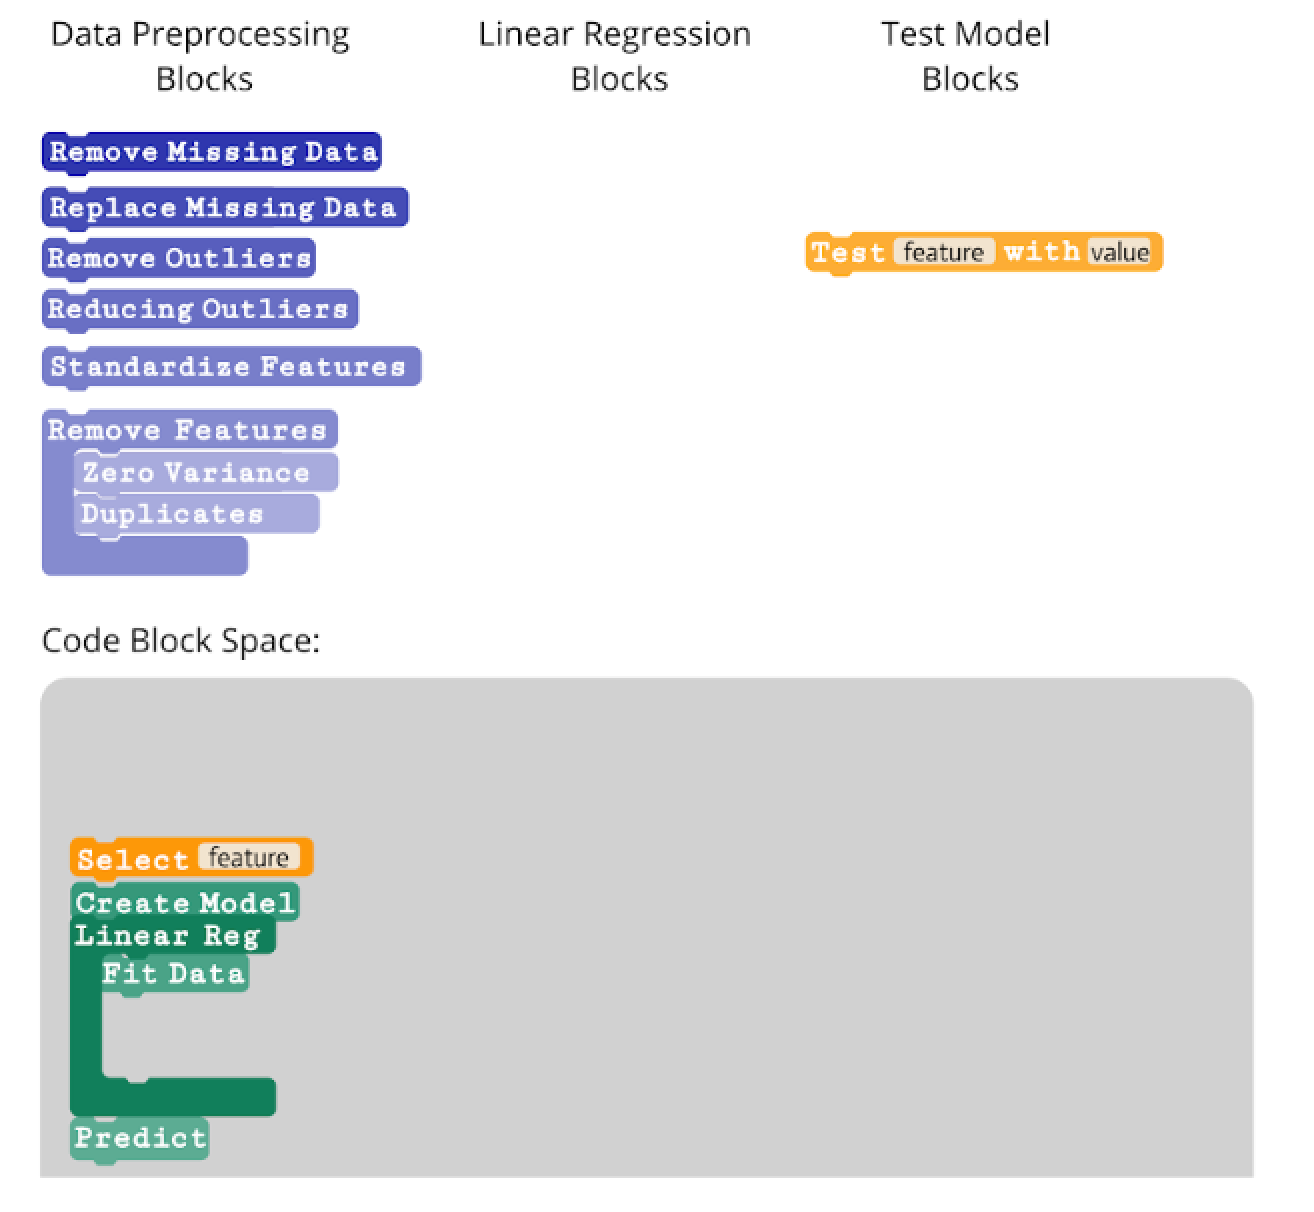 Data Preprocessing
Blocks
Linear Regression
Blocks
Test Model
Blocks
Remove Missing Data
Replace Missing Data
Remove Outliers
Reducing Outliers
Standardize Features
Remove Features
Zero Variance
Duplicates
Test feature with value
Code Block Space:
Select feature
Create Model
Linear Reg
Fit Data
Predict